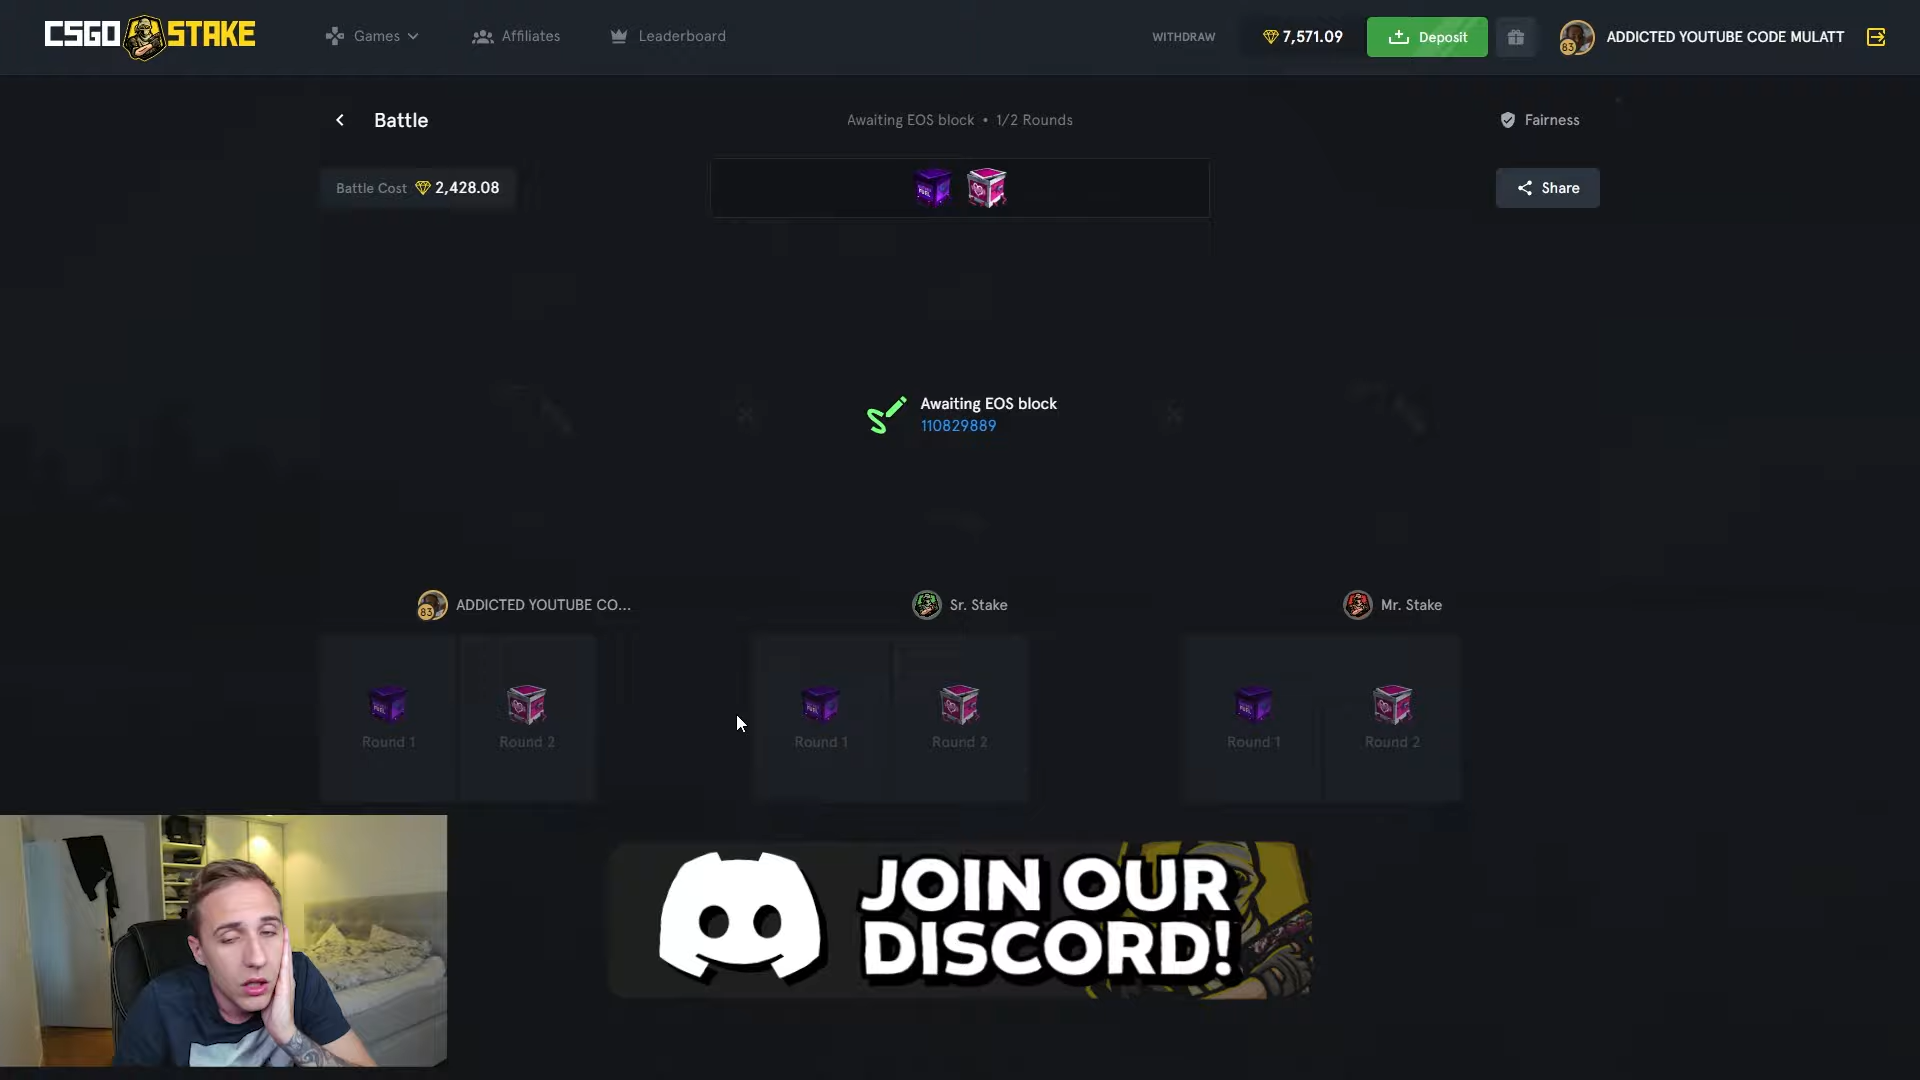 CSGO STAKE
Games
Affiliates
Leaderboard
WITHDRAW
7,571.09
Deposit
83
ADDICTED YOUTUBE CODE MULATT
Battle
Awaiting EOS block • 1/2 Rounds
Fairness
Battle Cost 2,428.08
Share
Awaiting EOS block
110829889
83
ADDICTED YOUTUBE CO...
Sr. Stake
Mr. Stake
Round 1
Round 2
Round 1
Round 2
Round 1
Round 2
JOIN OUR
DISCORD!